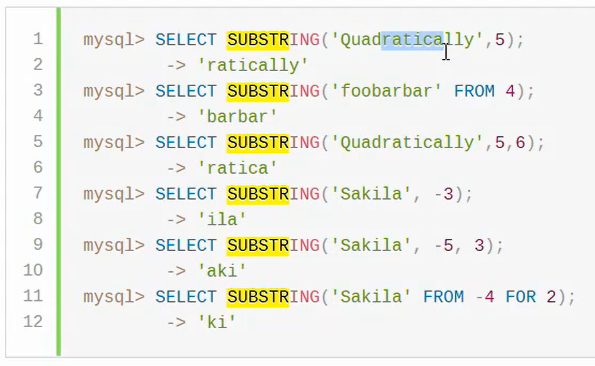 1 mysql> SELECT SUBSTRING('Quadratically',5);
2 -> 'ratically'
3 mysql> SELECT SUBSTRING('foobarbar' FROM 4);
4 -> 'barbar'
5 mysql> SELECT SUBSTRING('Quadratically',5,6);
6 -> 'ratica'
7 mysql> SELECT SUBSTRING('Sakila', -3);
8 -> 'ila'
9 mysql> SELECT SUBSTRING('Sakila', -5, 3);
10 -> 'aki'
11 mysql> SELECT SUBSTRING('Sakila' FROM -4 FOR 2);
12 -> 'ki'